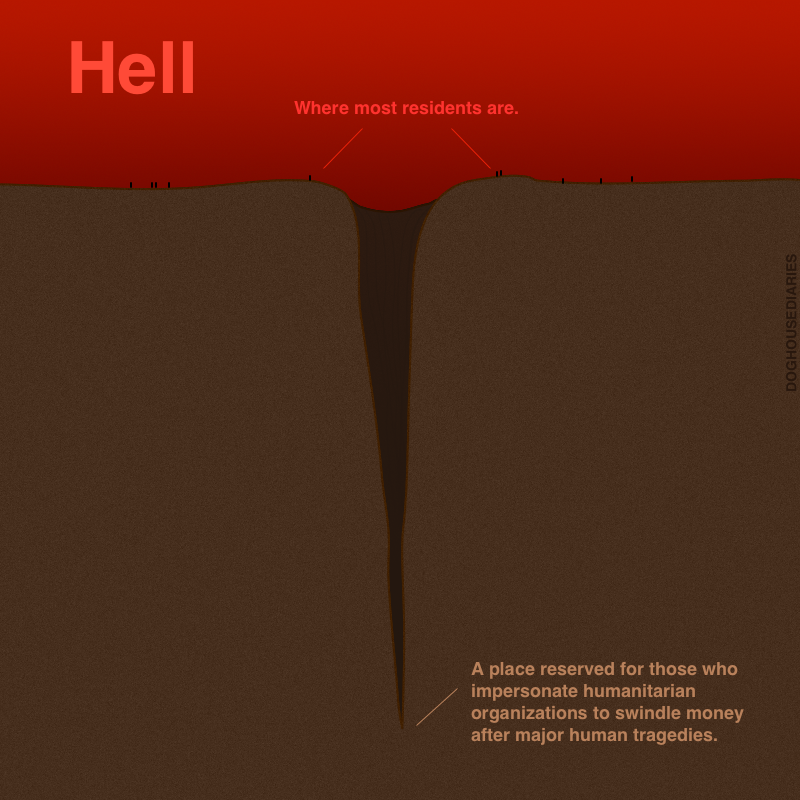 Hell
Where most residents are.
DOGHOUSEDIARIES
A place reserved for those who
impersonate humanitarian
organizations to swindle money
after major human tragedies.